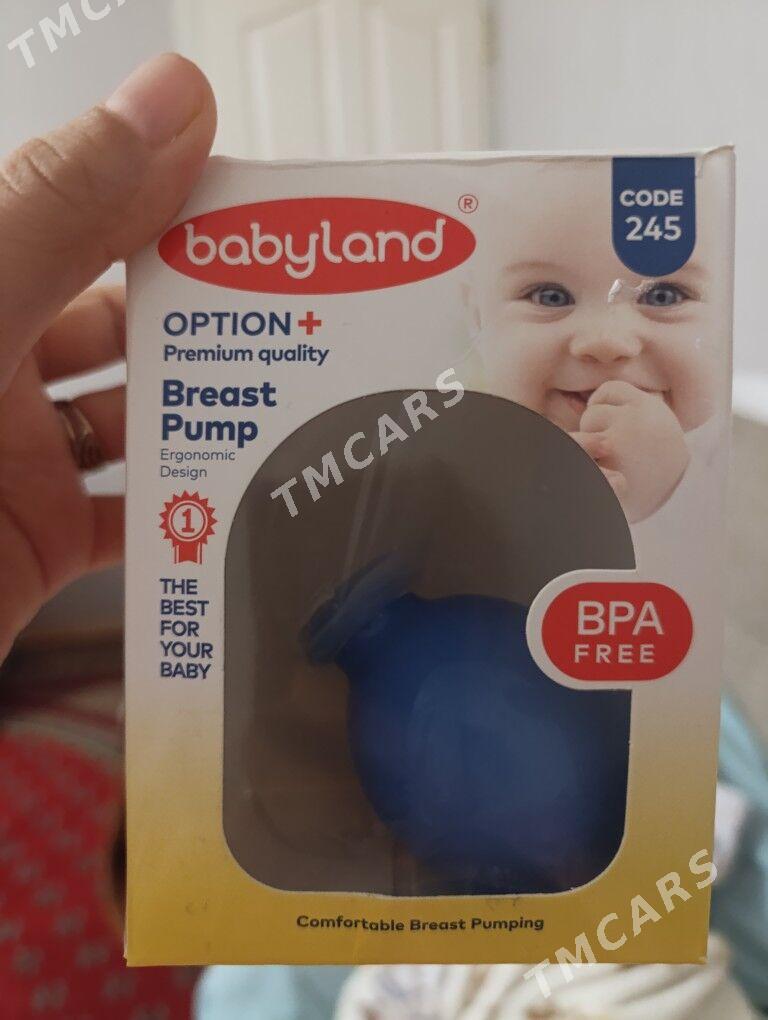 TMCARS
babyland®
CODE
245
OPTION+
Premium quality
Breast
Pump
Ergonomic
Design
1
THE
BEST
FOR
YOUR
BABY
TMCARS
BPA
FREE
Comfortable Breast Pumping
TMCARS